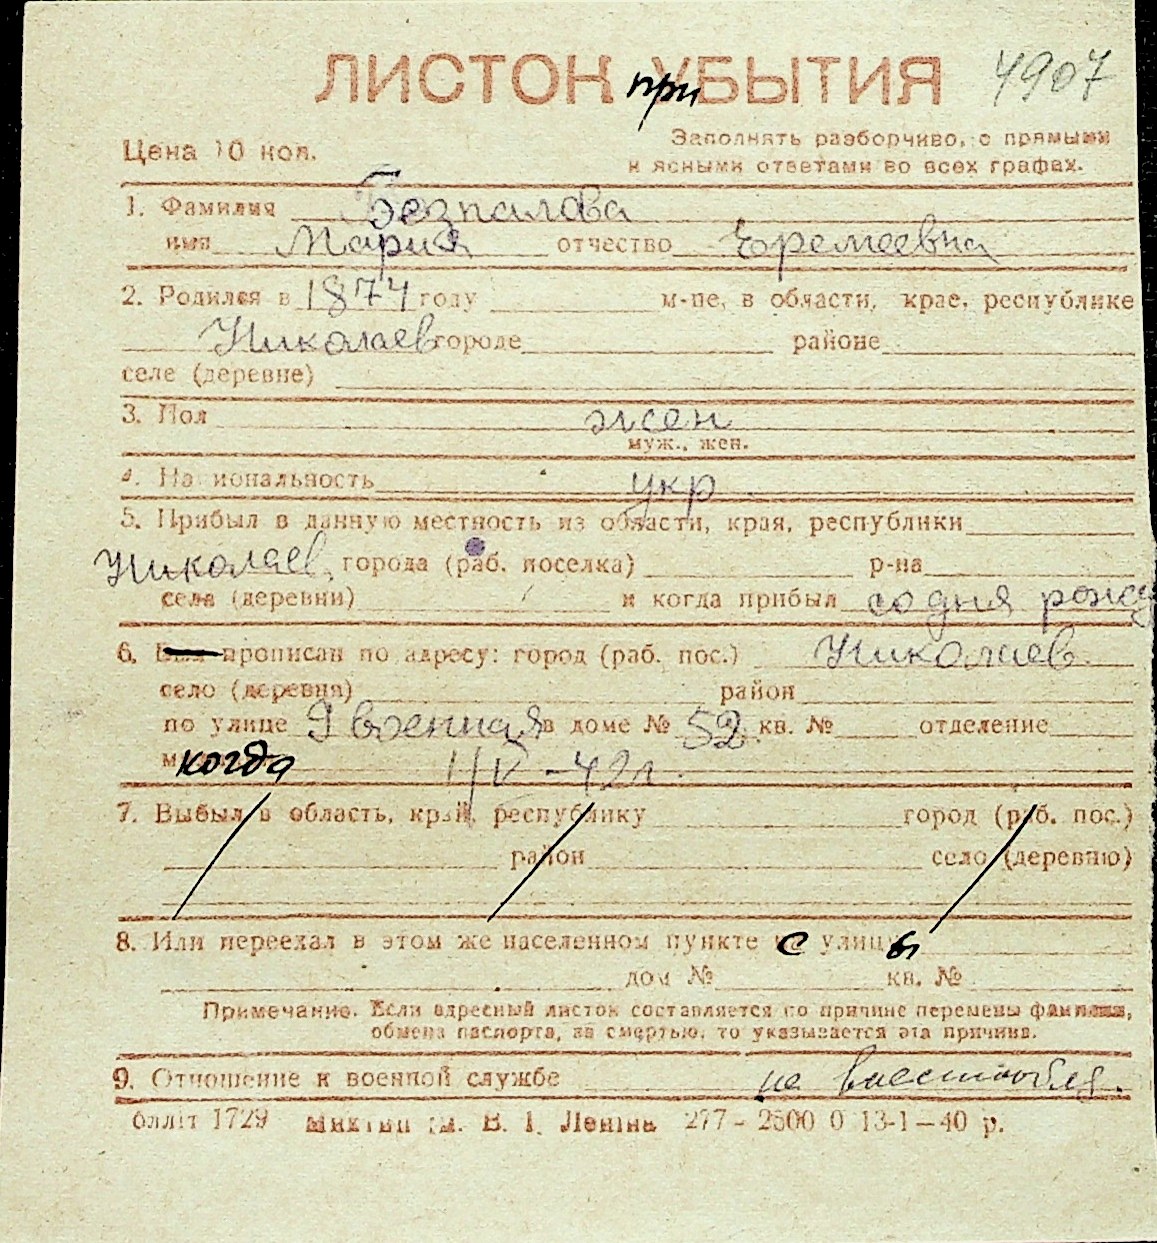 ЛИСТОК прибытия 4907
Цена 10 коп.
Заполнять разборчиво, с прямыми
и ясными ответами во всех графах.
1. Фамилия Безпалова
имя Мария отчество Еремеевна
2. Родился в 1874 году м-це, в области, крае, республике
Николаев городе районе
селе (деревне)
3. Пол жен
муж., жен.
4. Национальность укр
5. Прибыл в данную местность из области, края, республики
Николаев, города (раб. поселка) р-на
села (деревни) и когда прибыл со дня рожд
6. Был прописан по адресу: город (раб. пос.) Николаев.
село (деревня) район
по улице 9 военная в доме № 52 кв. № отделение
когда 1/V-42г.
7. Выбыл в область, край, республику город (раб. пос.)
район село (деревню)
8. Или переехал в этом же населенном пункте с улицы
дом № кв. №
Примечание. Если адресный листок составляется по причине перемены фамилии,
обмена паспорта, за смертью, то указывается эта причина.
9. Отношение к военной службе не
облліт 1729 им. В. І. Леніна 277-2500 0 13-1-40 р.